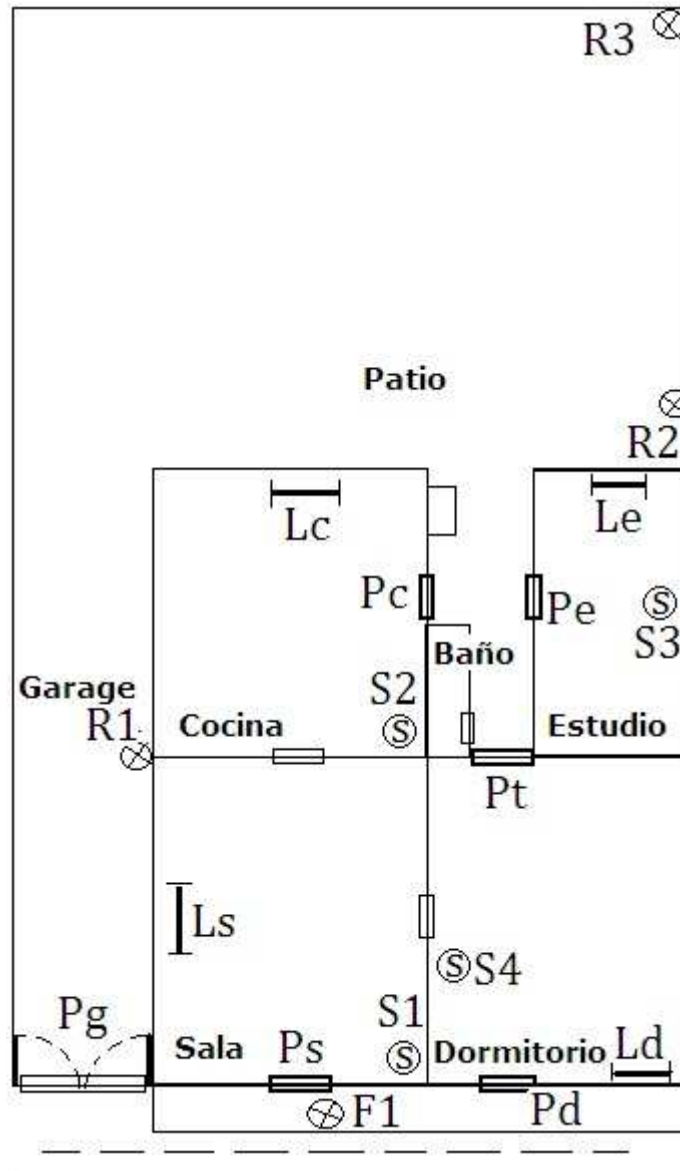 R3
Patio
R2
Lc
Le
Pc
Pe
S
S3
Baño
Garage
S2
R1
Cocina
S
Estudio
Pt
Ls
S
S4
Pg
S1
Sala
Ps
S
Dormitorio
Ld
F1
Pd